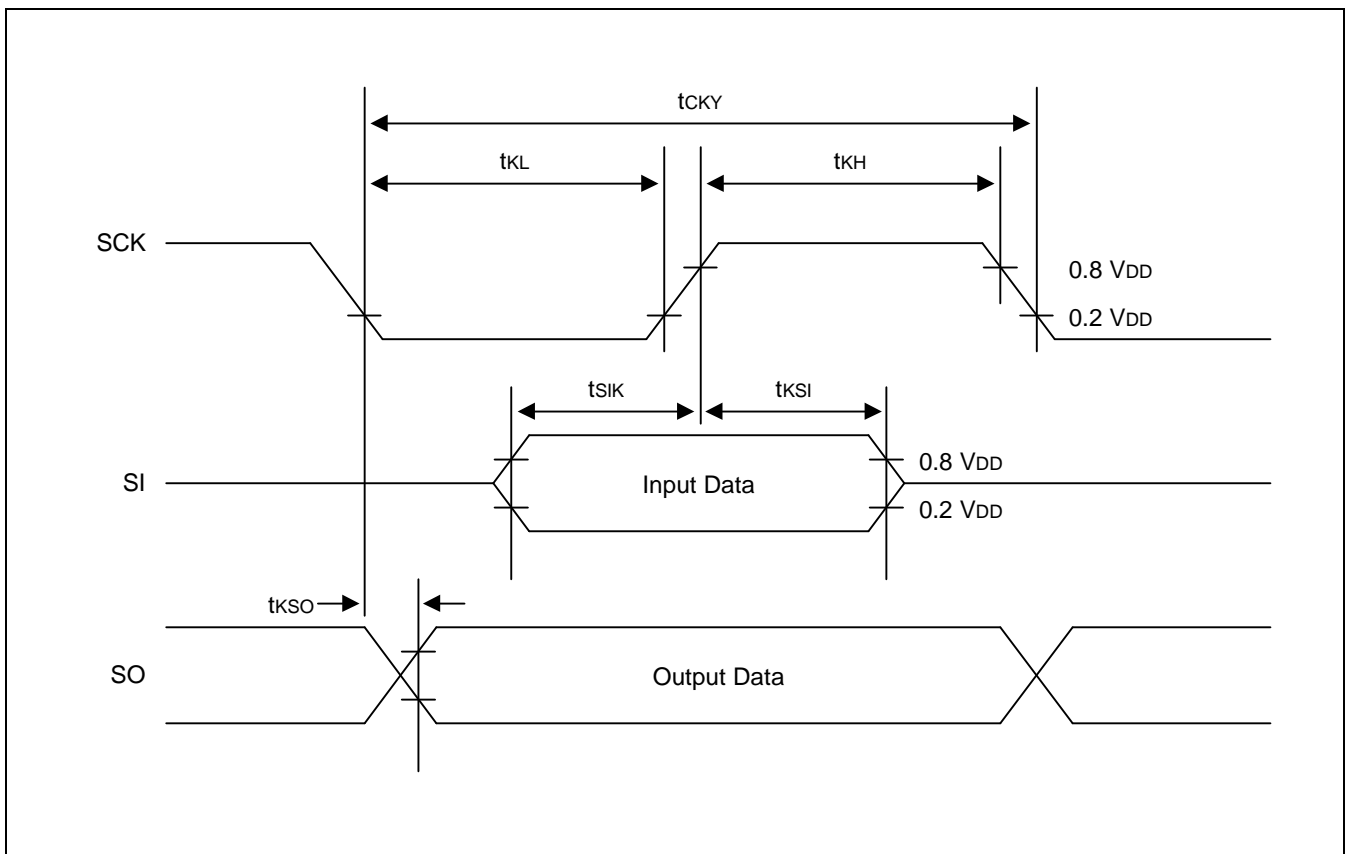 tCKY
tKL
tKH
SCK
0.8 VDD
0.2 VDD
tSIK
tKSI
0.8 VDD
SI
Input Data
0.2 VDD
tKSO
SO
Output Data